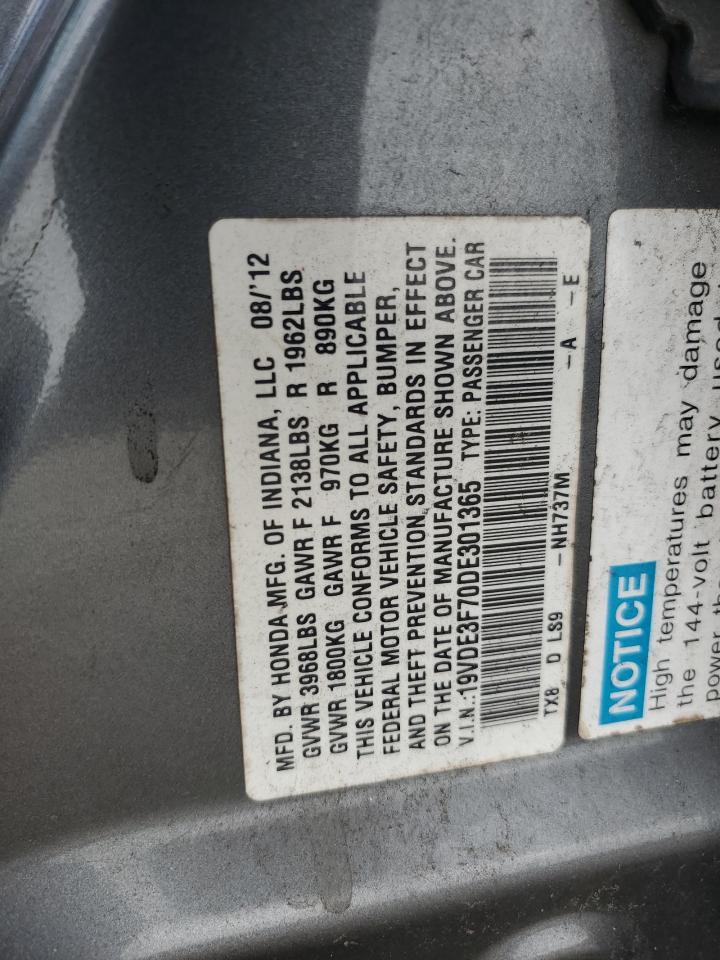 MFD. BY HONDA MFG. OF INDIANA, LLC 08/'12
GVWR 3968LBS GAWR F 2138LBS R 1962LBS
GVWR 1800KG GAWR F 970KG R 890KG
THIS VEHICLE CONFORMS TO ALL APPLICABLE
FEDERAL MOTOR VEHICLE SAFETY, BUMPER,
AND THEFT PREVENTION STANDARDS IN EFFECT
ON THE DATE OF MANUFACTURE SHOWN ABOVE.
V.I.N.:19VDE3F70DE301365 TYPE: PASSENGER CAR
TX8 D LS9 -NH737M -A -E
NOTICE
High temperatures may damage
the 144-volt battery used
power the